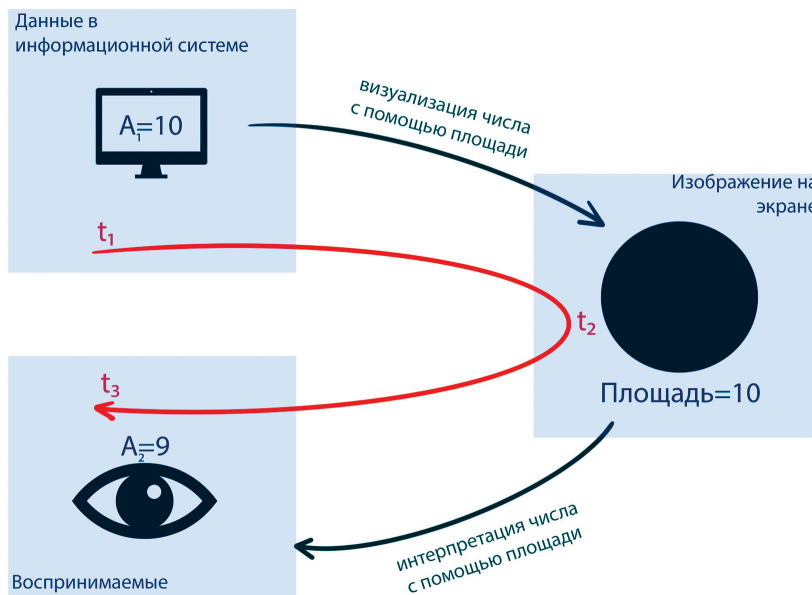 Данные в
информационной системе
A₁=10
визуализация числа
с помощью площади
Изображение на
экране
t₁
t₂
Площадь=10
t₃
A₂=9
интерпретация числа
с помощью площади
Воспринимаемые